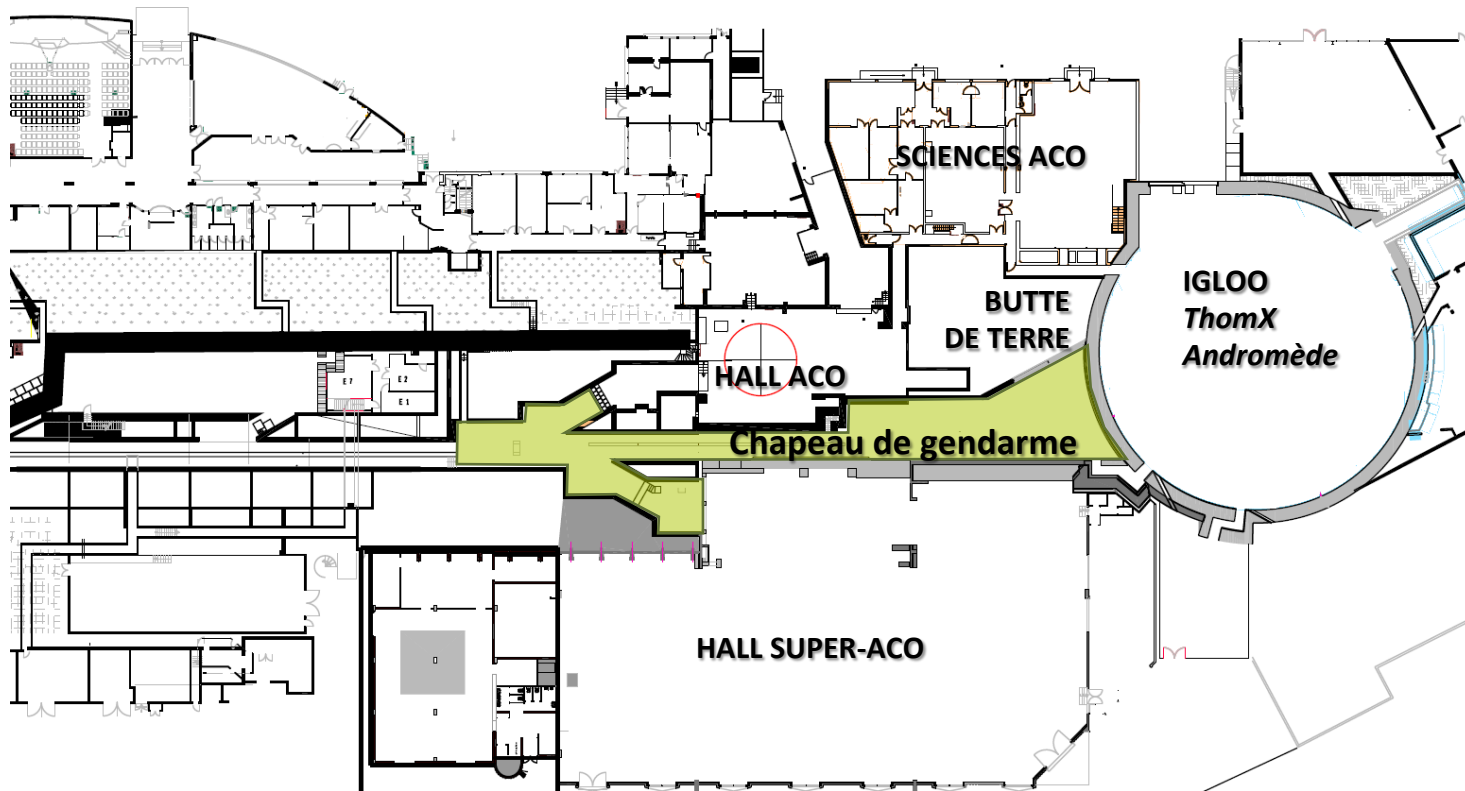 SCIENCES ACO
BUTTE
DE TERRE
IGLOO
ThomX
Andromède
HALL ACO
E 7
E 2
E 1
Chapeau de gendarme
HALL SUPER-ACO